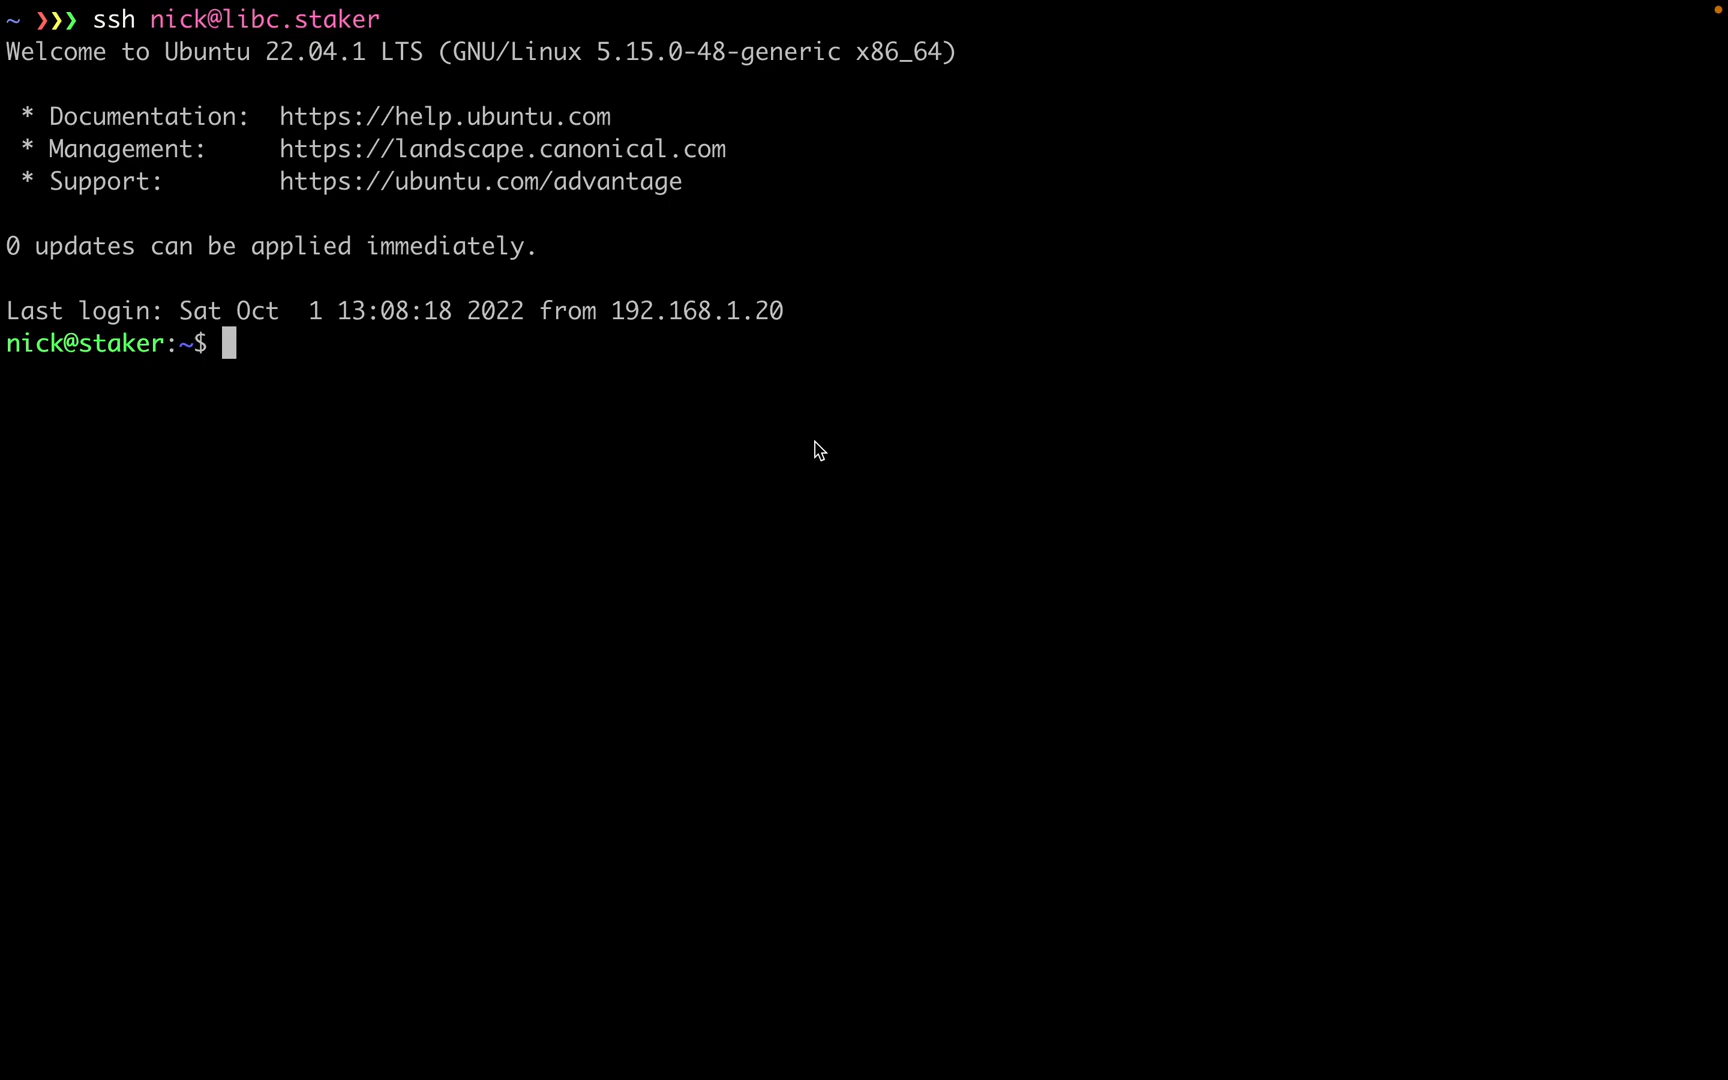 ~ ❯❯❯ ssh nick@libc.staker
Welcome to Ubuntu 22.04.1 LTS (GNU/Linux 5.15.0-48-generic x86_64)
* Documentation:  https://help.ubuntu.com
* Management:     https://landscape.canonical.com
* Support:        https://ubuntu.com/advantage
0 updates can be applied immediately.
Last login: Sat Oct  1 13:08:18 2022 from 192.168.1.20
nick@staker:~$